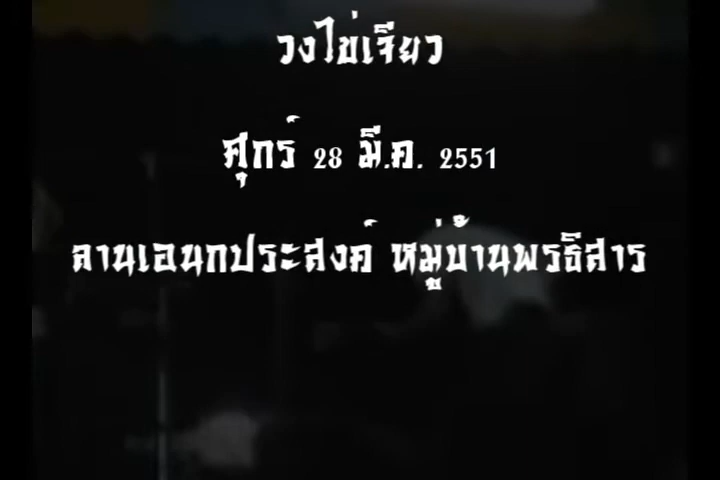 วงไข่เจียว
ศุกร์ 28 มี.ค. 2551
ลานเอนกประสงค์ หมู่บ้านพรธิสาร